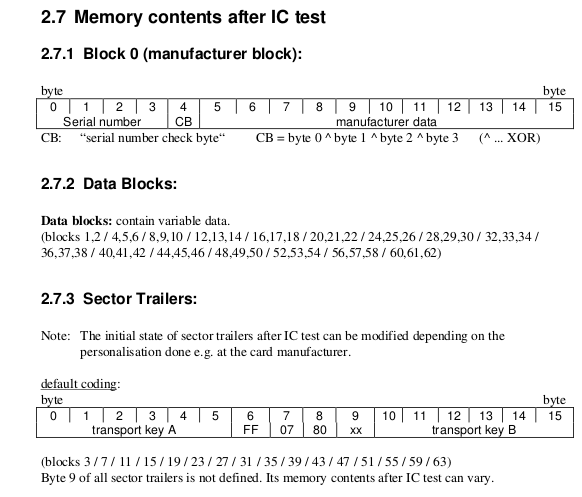 2.7 Memory contents after IC test
2.7.1 Block 0 (manufacturer block):
byte byte
0 1 2 3 4 5 6 7 8 9 10 11 12 13 14 15
Serial number CB manufacturer data
CB: “serial number check byte“ CB = byte 0 ^ byte 1 ^ byte 2 ^ byte 3 (^ ... XOR)
2.7.2 Data Blocks:
Data blocks: contain variable data.
(blocks 1,2 / 4,5,6 / 8,9,10 / 12,13,14 / 16,17,18 / 20,21,22 / 24,25,26 / 28,29,30 / 32,33,34 /
36,37,38 / 40,41,42 / 44,45,46 / 48,49,50 / 52,53,54 / 56,57,58 / 60,61,62)
2.7.3 Sector Trailers:
Note: The initial state of sector trailers after IC test can be modified depending on the
personalisation done e.g. at the card manufacturer.
default coding:
byte byte
0 1 2 3 4 5 6 7 8 9 10 11 12 13 14 15
transport key A FF 07 80 xx transport key B
(blocks 3 / 7 / 11 / 15 / 19 / 23 / 27 / 31 / 35 / 39 / 43 / 47 / 51 / 55 / 59 / 63)
Byte 9 of all sector trailers is not defined. Its memory contents after IC test can vary.